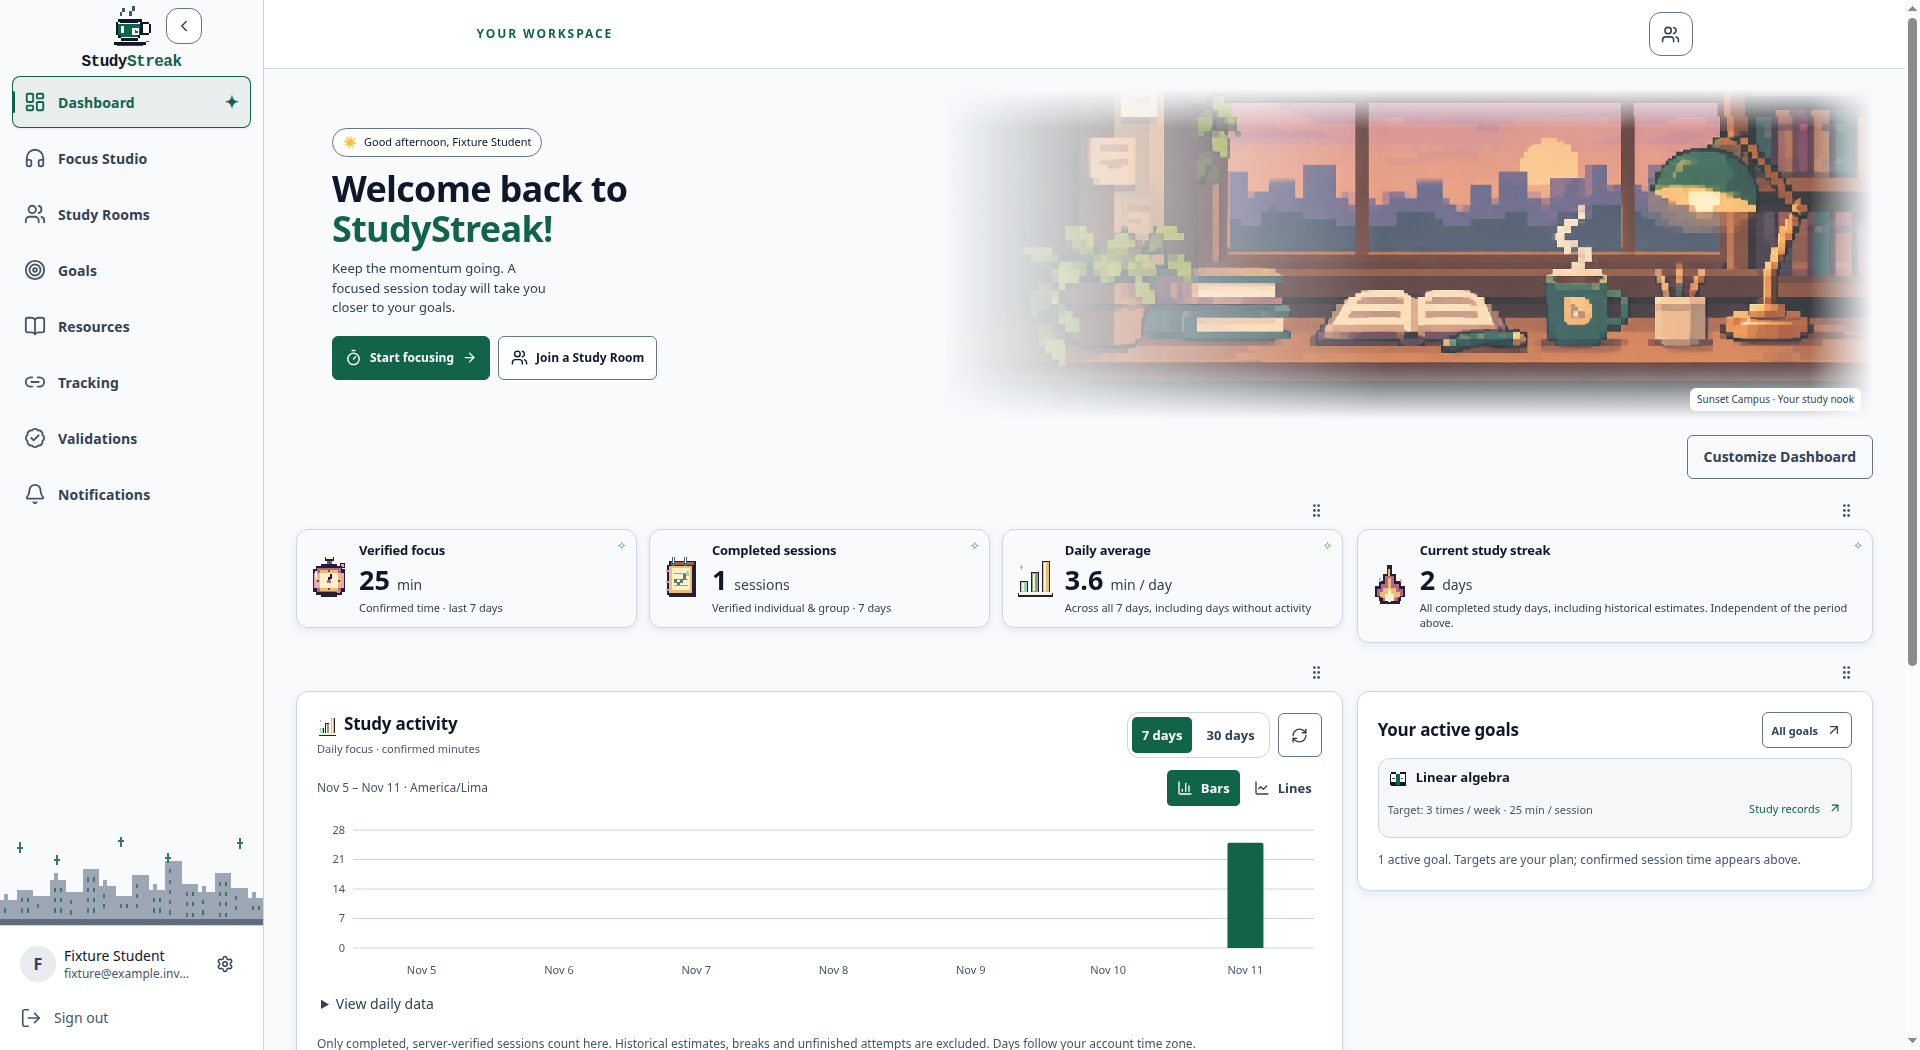 StudyStreak
Dashboard
Focus Studio
Study Rooms
Goals
Resources
Tracking
Validations
Notifications
F
Fixture Student
fixture@example.inv...
Sign out
YOUR WORKSPACE
Good afternoon, Fixture Student
Welcome back to
StudyStreak!
Keep the momentum going. A
focused session today will take you
closer to your goals.
Start focusing
Join a Study Room
Sunset Campus · Your study nook
Customize Dashboard
Verified focus
25 min
Confirmed time · last 7 days
Completed sessions
1 sessions
Verified individual & group · 7 days
Daily average
3.6 min / day
Across all 7 days, including days without activity
Current study streak
2 days
All completed study days, including historical estimates. Independent of the period
above.
Study activity
Daily focus · confirmed minutes
7 days
30 days
Nov 5 – Nov 11 · America/Lima
Bars
Lines
28
21
14
7
0
Nov 5
Nov 6
Nov 7
Nov 8
Nov 9
Nov 10
Nov 11
View daily data
Only completed, server-verified sessions count here. Historical estimates, breaks and unfinished attempts are excluded. Days follow your account time zone.
Your active goals
All goals
Linear algebra
Target: 3 times / week · 25 min / session
Study records
1 active goal. Targets are your plan; confirmed session time appears above.